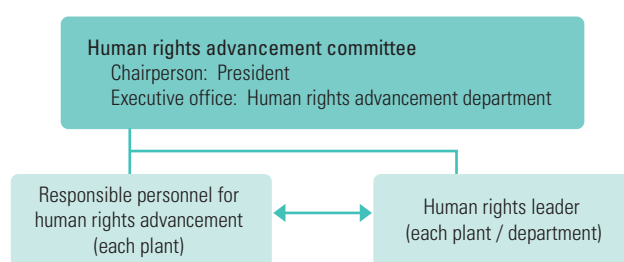 Human rights advancement committee
Chairperson: President
Executive office: Human rights advancement department
Responsible personnel for
human rights advancement
(each plant)
Human rights leader
(each plant / department)